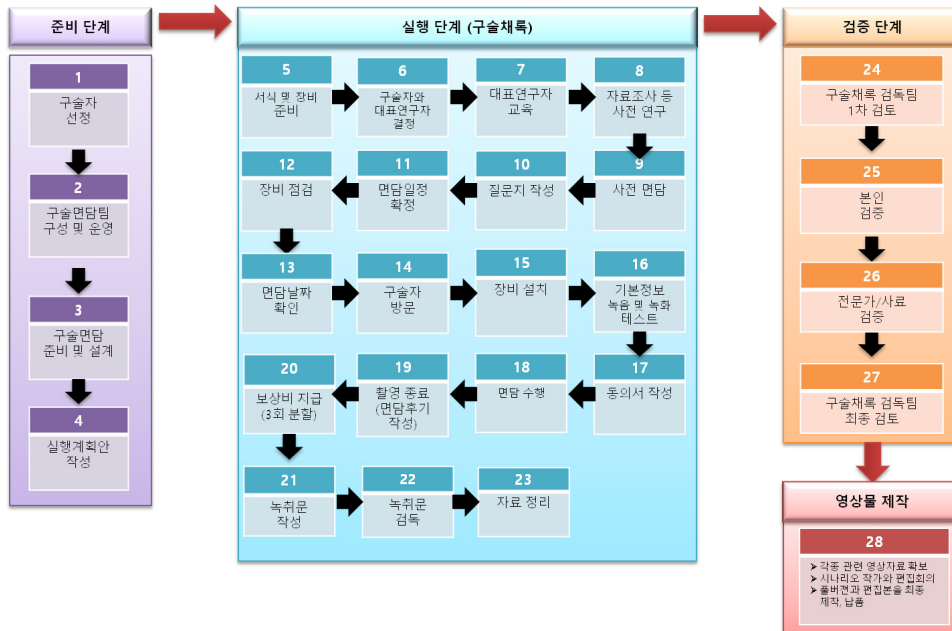 준비 단계
1
구술자
선정
2
구술면담팀
구성 및 운영
3
구술면담
준비 및 설계
4
실행계획안
작성
실행 단계 (구술채록)
5
서식 및 장비
준비
6
구술자와
대표연구자
결정
7
대표연구자
교육
8
자료조사 등
사전 연구
9
사전 면담
10
질문지 작성
11
면담일정
확정
12
장비 점검
13
면담날짜
확인
14
구술자
방문
15
장비 설치
16
기본정보
녹음 및 녹화
테스트
17
동의서 작성
18
면담 수행
19
촬영 종료
(면담후기
작성)
20
보상비 지급
(3회 분할)
21
녹취문
작성
22
녹취문
검독
23
자료 정리
검증 단계
24
구술채록 검독팀
1차 검토
25
본인
검증
26
전문가/사료
검증
27
구술채록 검독팀
최종 검토
영상물 제작
28
➤ 각종 관련 영상자료 확보
➤ 시나리오 작가와 편집회의
➤ 풀버젼과 편집본을 최종
제작, 납품